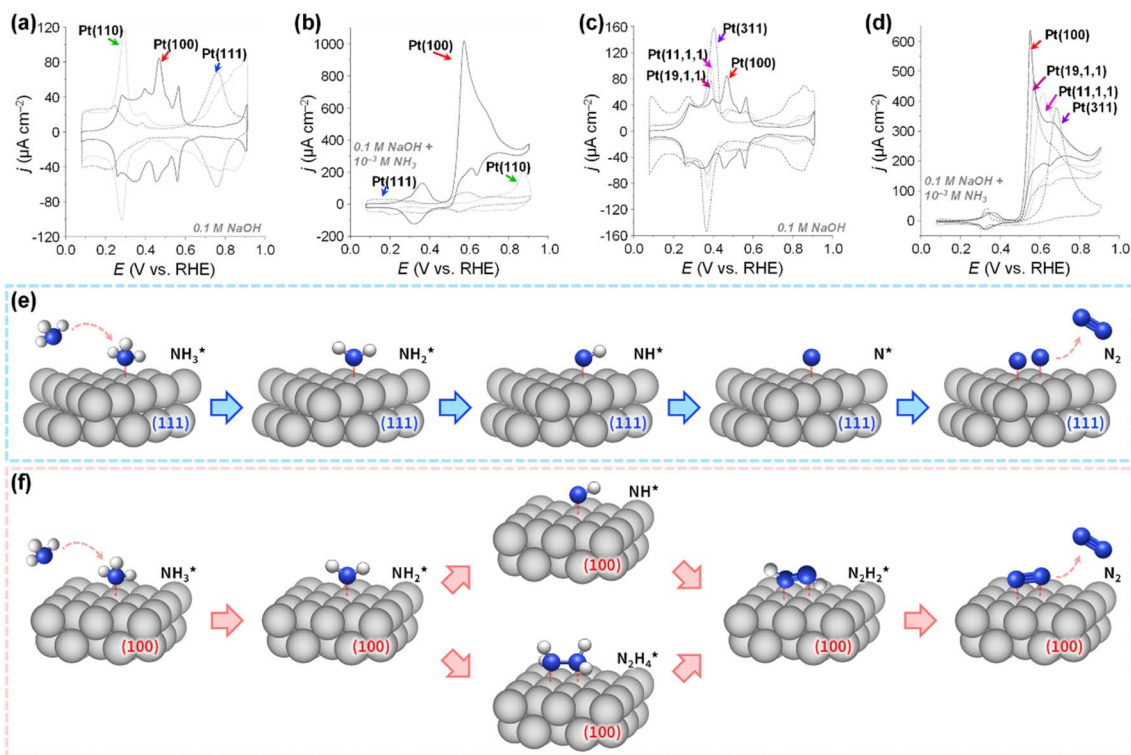 (a)
120
80
40
0
-40
-80
-120
j (µA cm⁻²)
Pt(110)
Pt(100)
Pt(111)
0.1 M NaOH
0.0 0.2 0.4 0.6 0.8 1.0
E (V vs. RHE)
(b)
1000
800
600
400
200
0
-200
j (µA cm⁻²)
Pt(100)
0.1 M NaOH +
10⁻³ M NH₃
Pt(111)
Pt(110)
0.0 0.2 0.4 0.6 0.8 1.0
E (V vs. RHE)
(c)
160
120
80
40
0
-40
-80
-120
-160
j (µA cm⁻²)
Pt(311)
Pt(11,1,1)
Pt(19,1,1)
Pt(100)
0.1 M NaOH
0.0 0.2 0.4 0.6 0.8 1.0
E (V vs. RHE)
(d)
600
500
400
300
200
100
0
j (µA cm⁻²)
Pt(100)
Pt(19,1,1)
Pt(11,1,1)
Pt(311)
0.1 M NaOH +
10⁻³ M NH₃
0.0 0.2 0.4 0.6 0.8 1.0
E (V vs. RHE)
(e)
NH₃*
(111)
NH₂*
(111)
NH*
(111)
N*
(111)
N₂
(111)
(f)
NH₃*
(100)
NH₂*
(100)
NH*
(100)
N₂H₄*
(100)
N₂H₂*
(100)
N₂
(100)